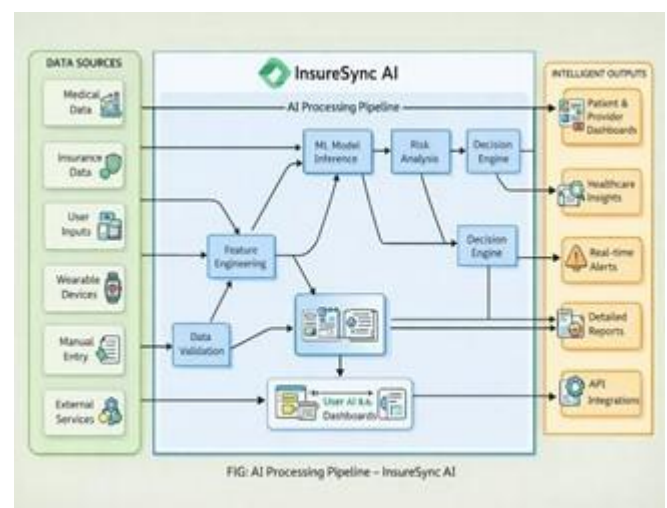 DATA SOURCES
Medical
Data
Insurance
Data
User
Inputs
Wearable
Devices
Manual
Entry
External
Services
InsureSync AI
AI Processing Pipeline
ML Model
Inference
Risk
Analysis
Decision
Engine
Feature
Engineering
Decision
Engine
Data
Validation
User AI
Dashboards
INTELLIGENT OUTPUTS
Patient &
Provider
Dashboards
Healthcare
Insights
Real-time
Alerts
Detailed
Reports
API
Integrations
FIG: AI Processing Pipeline – InsureSync AI